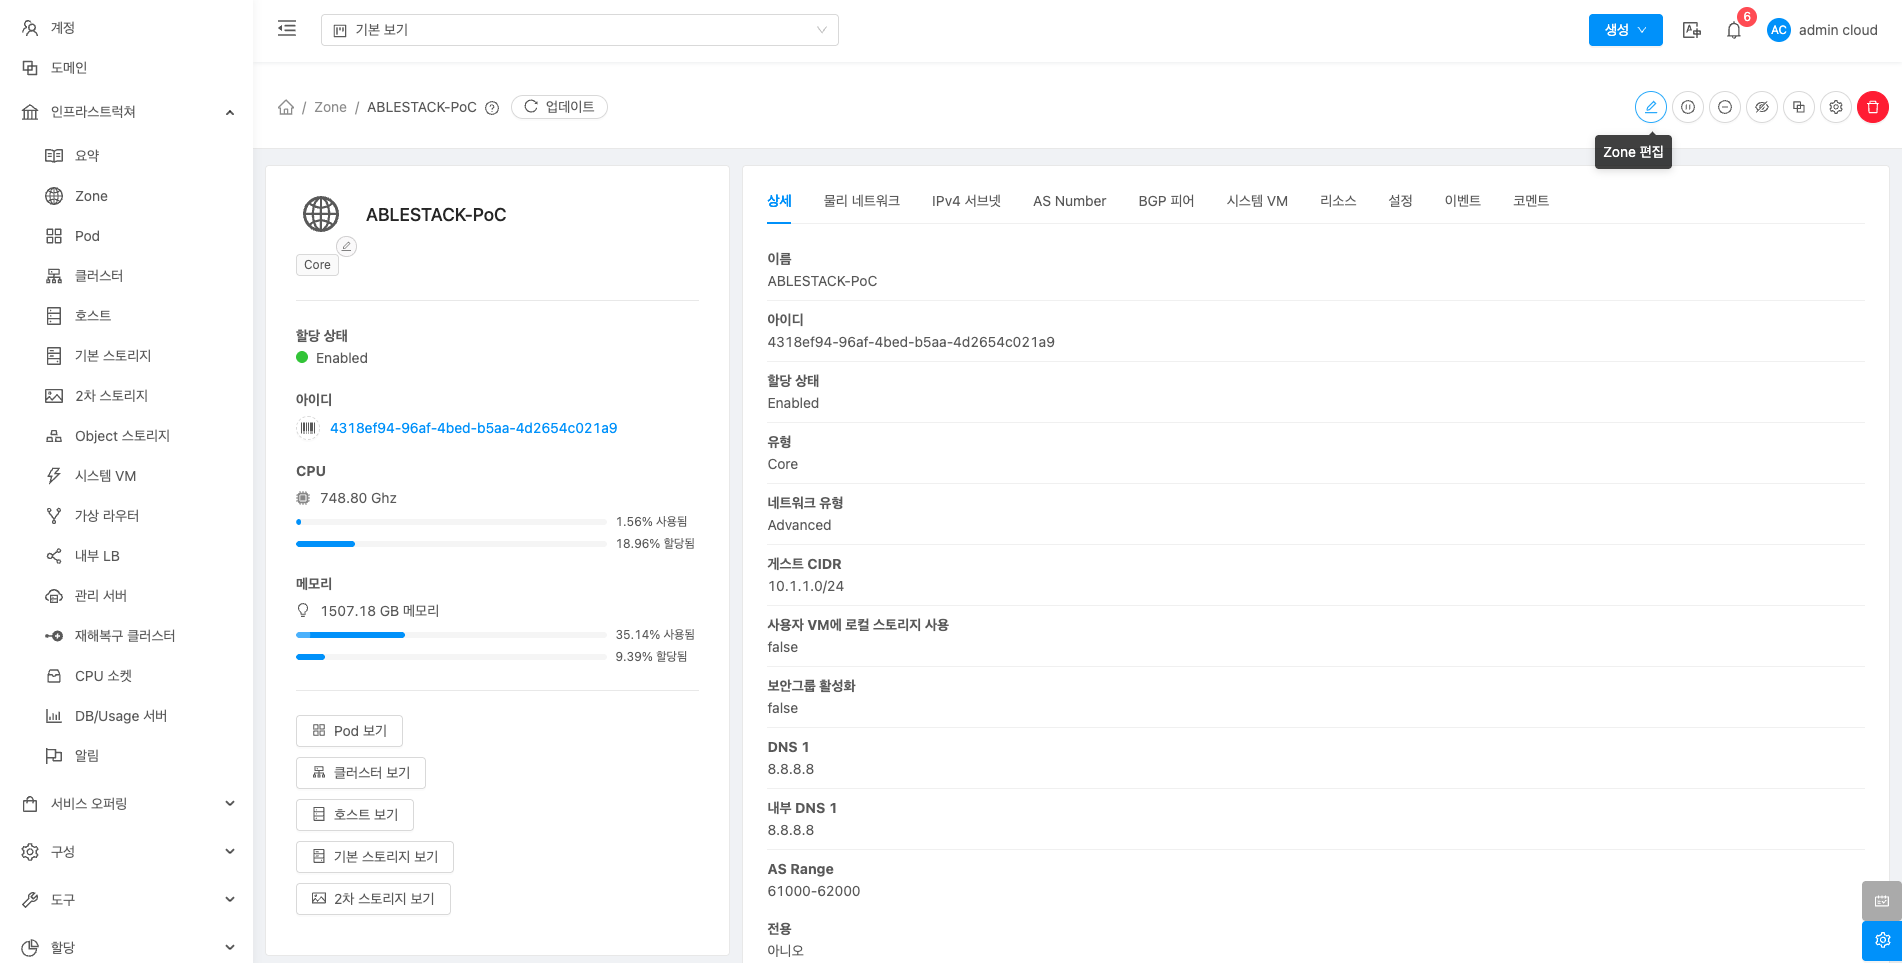 계정
도메인
인프라스트럭쳐
요약
Zone
Pod
클러스터
호스트
기본 스토리지
2차 스토리지
Object 스토리지
시스템 VM
가상 라우터
내부 LB
관리 서버
재해복구 클러스터
CPU 소켓
DB/Usage 서버
알림
서비스 오퍼링
구성
도구
할당
기본 보기
생성
6
AC admin cloud
/ Zone / ABLESTACK-PoC 업데이트
Zone 편집
ABLESTACK-PoC
Core
할당 상태
Enabled
아이디
4318ef94-96af-4bed-b5aa-4d2654c021a9
CPU
748.80 Ghz
1.56% 사용됨
18.96% 할당됨
메모리
1507.18 GB 메모리
35.14% 사용됨
9.39% 할당됨
Pod 보기
클러스터 보기
호스트 보기
기본 스토리지 보기
2차 스토리지 보기
상세 물리 네트워크 IPv4 서브넷 AS Number BGP 피어 시스템 VM 리소스 설정 이벤트 코멘트
이름
ABLESTACK-PoC
아이디
4318ef94-96af-4bed-b5aa-4d2654c021a9
할당 상태
Enabled
유형
Core
네트워크 유형
Advanced
게스트 CIDR
10.1.1.0/24
사용자 VM에 로컬 스토리지 사용
false
보안그룹 활성화
false
DNS 1
8.8.8.8
내부 DNS 1
8.8.8.8
AS Range
61000-62000
전용
아니오